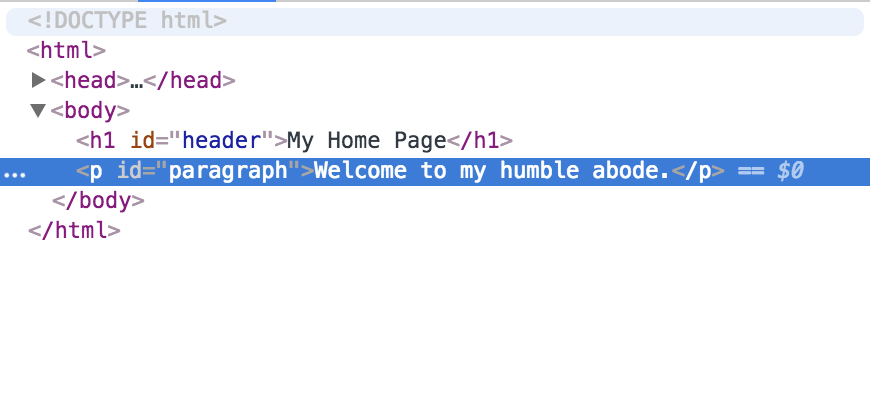 <!DOCTYPE html>
<html>
<head>…</head>
<body>
<h1 id="header">My Home Page</h1>
... <p id="paragraph">Welcome to my humble abode.</p> == $0
</body>
</html>